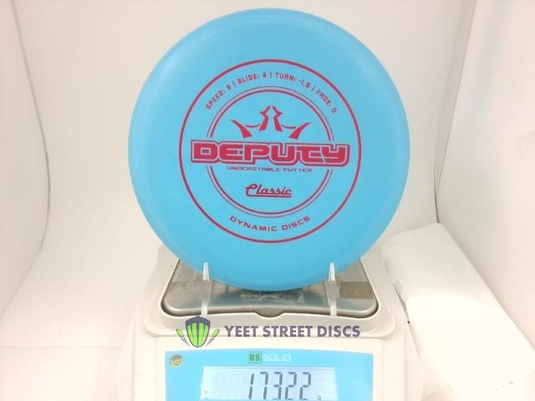 SPEED: 3 | GLIDE: 4 | TURN: -1.5 | FADE: 0
DEPUTY
UNDERSTABLE PUTTER
Classic
DYNAMIC DISCS
YEET STREET DISCS
US SOLID
173.22 g